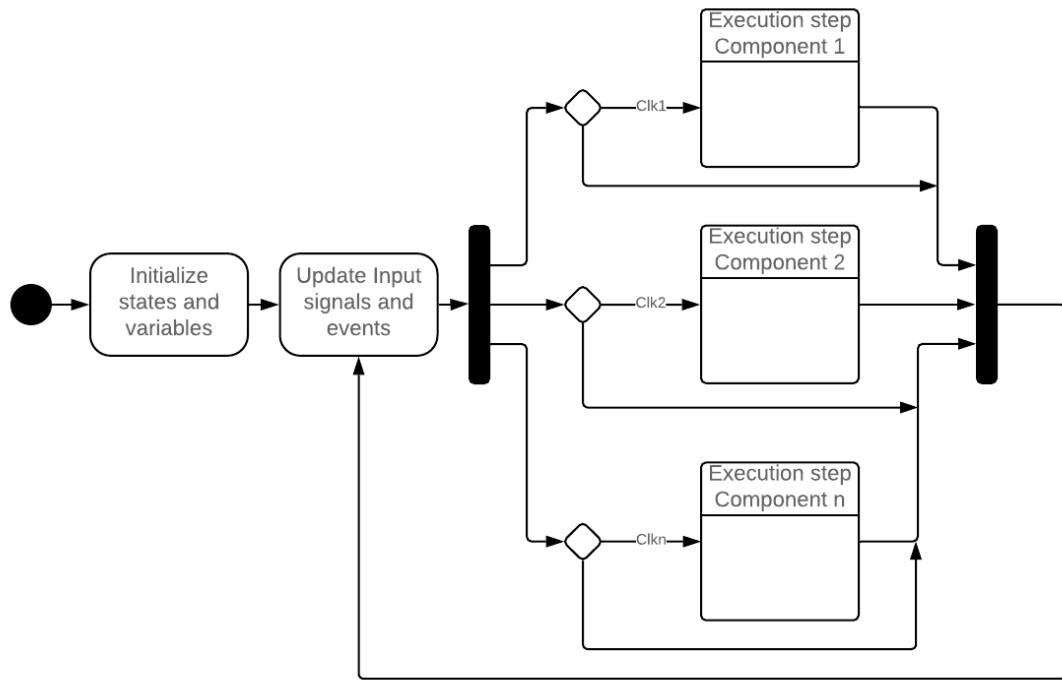 Execution step
Component 1
Clk1
Initialize
states and
variables
Update Input
signals and
events
Execution step
Component 2
Clk2
Execution step
Component n
Clkn